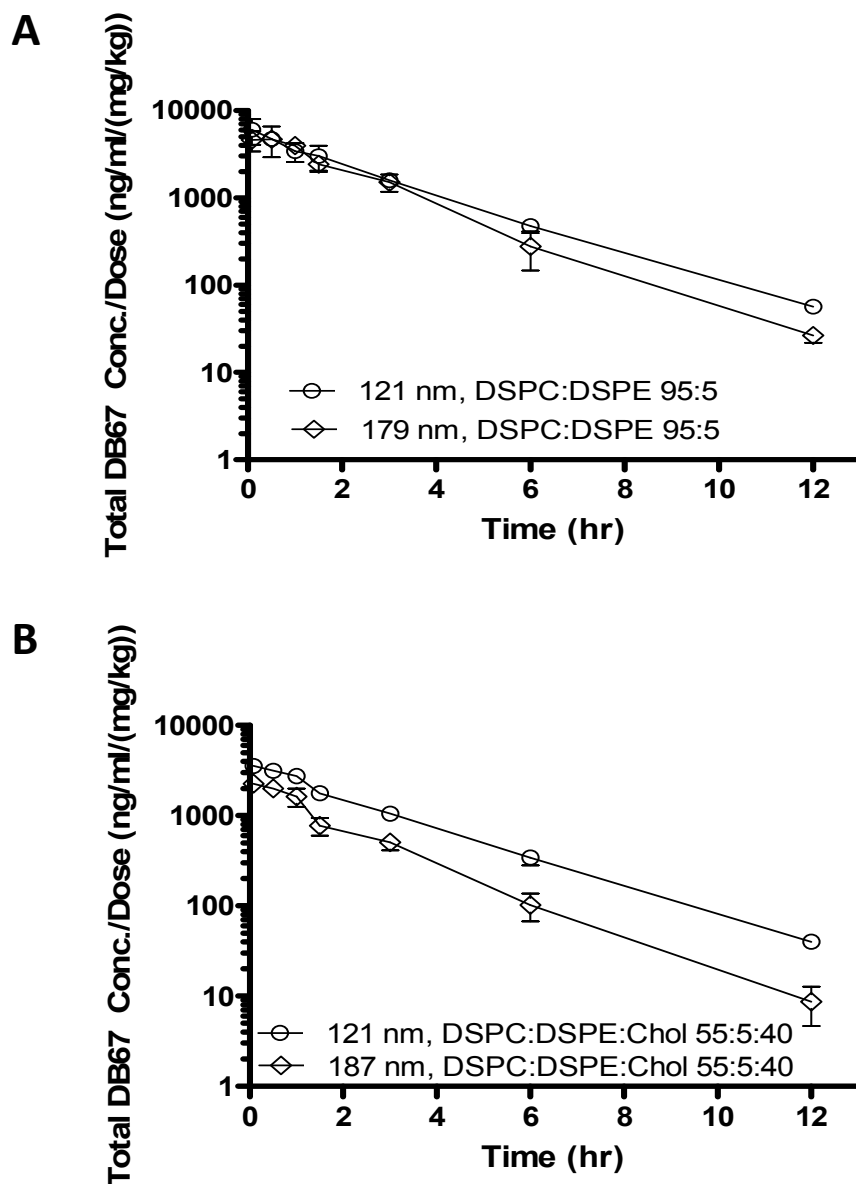 A
Total DB67 Conc./Dose (ng/ml/(mg/kg))
10000
1000
100
10
1
121 nm, DSPC:DSPE 95:5
179 nm, DSPC:DSPE 95:5
0 2 4 6 8 10 12
Time (hr)
B
Total DB67 Conc./Dose (ng/ml/(mg/kg))
10000
1000
100
10
1
121 nm, DSPC:DSPE:Chol 55:5:40
187 nm, DSPC:DSPE:Chol 55:5:40
0 2 4 6 8 10 12
Time (hr)